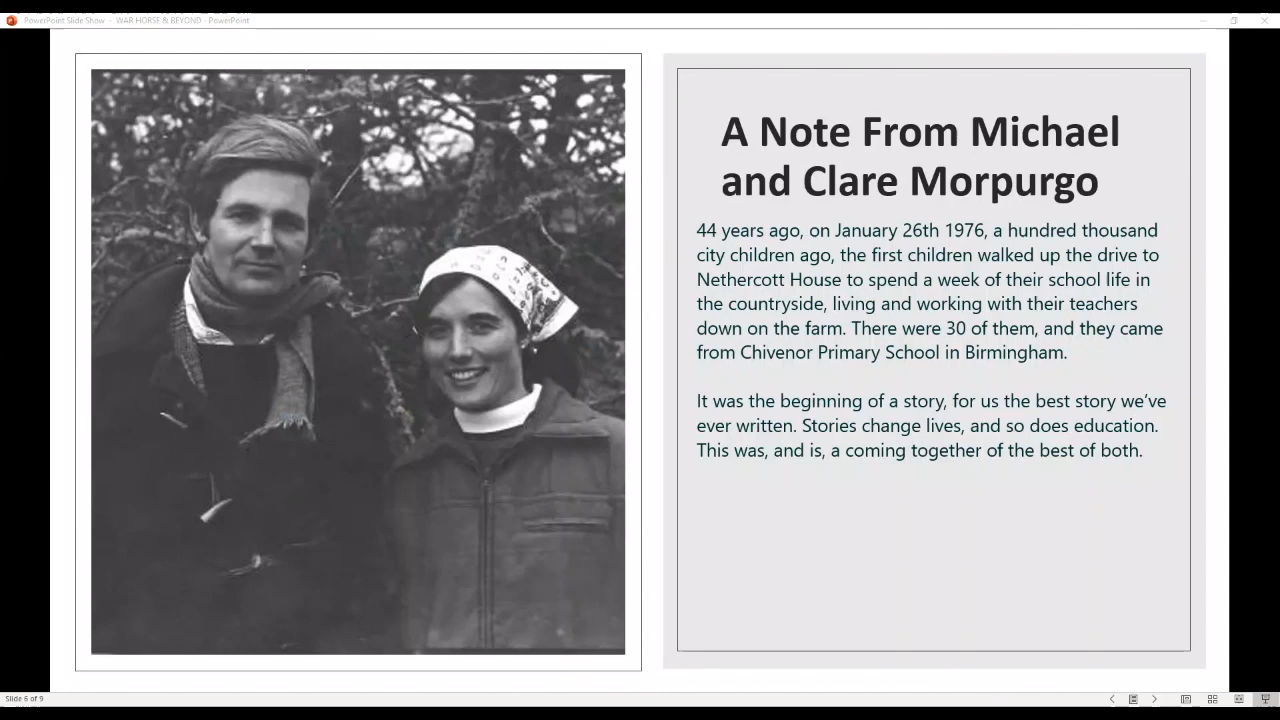 PowerPoint Slide Show - WAR HORSE & BEYOND - PowerPoint
A Note From Michael
and Clare Morpurgo
44 years ago, on January 26th 1976, a hundred thousand
city children ago, the first children walked up the drive to
Nethercott House to spend a week of their school life in
the countryside, living and working with their teachers
down on the farm. There were 30 of them, and they came
from Chivenor Primary School in Birmingham.
It was the beginning of a story, for us the best story we’ve
ever written. Stories change lives, and so does education.
This was, and is, a coming together of the best of both.
Slide 6 of 9